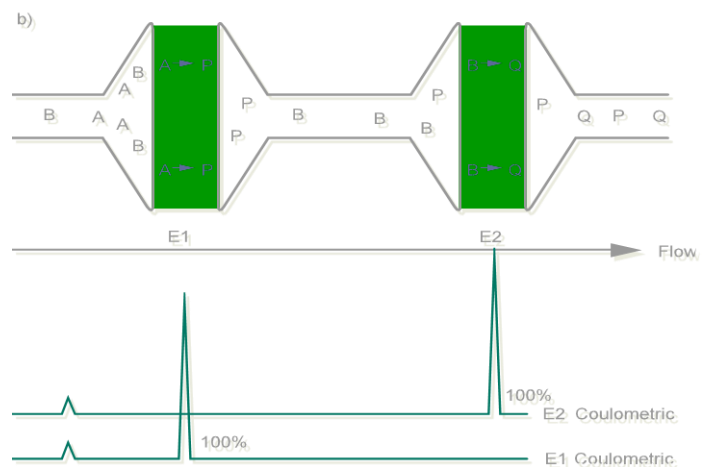 b)
B A → P P B → Q
A P P
B A A B B B Q P Q
B P
A → P B → Q
E1 E2
Flow
100%
E2 Coulometric
100%
E1 Coulometric